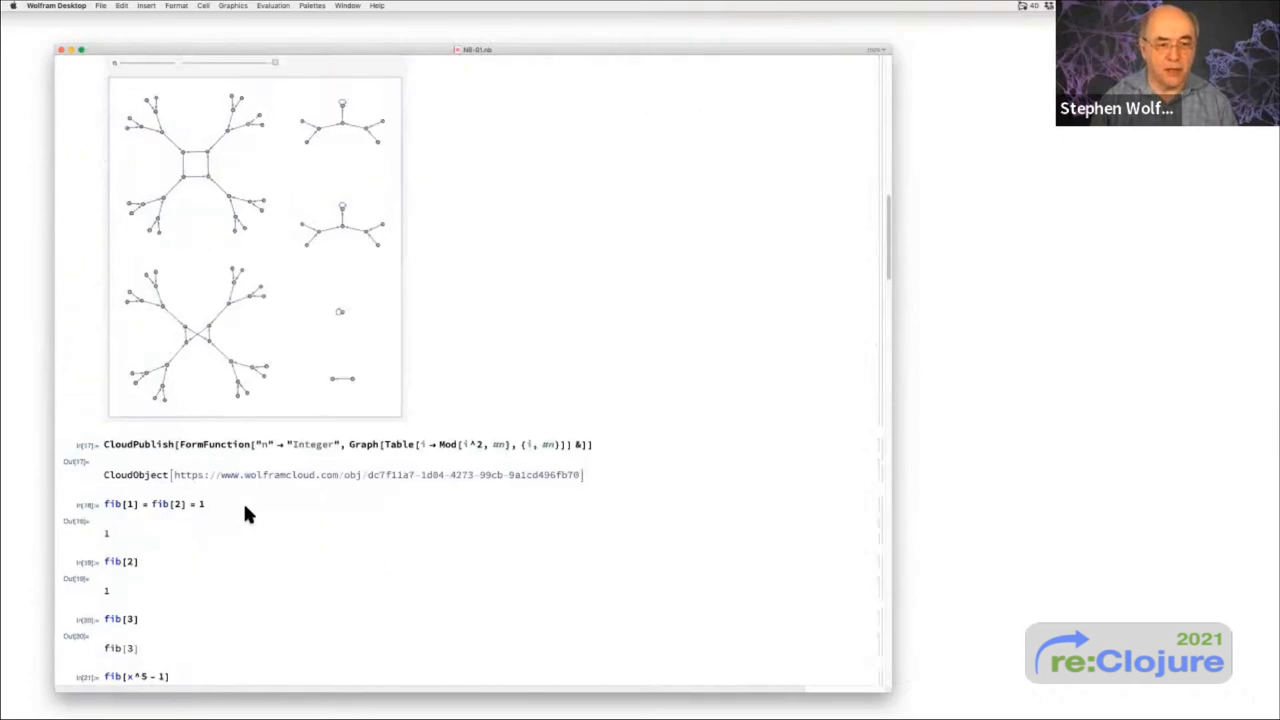 Wolfram Desktop File Edit Insert Format Cell Graphics Evaluation Palettes Window Help
40
NB-01.nb
n
Stephen Wolf...
In[17]:= CloudPublish[FormFunction["n" → "Integer", Graph[Table[i → Mod[i^2, #n], {i, #n}]] &]]
Out[17]=
CloudObject[https://www.wolframcloud.com/obj/dc7f11a7-1d04-4273-99cb-9a1cd496fb70]
In[18]:= fib[1] = fib[2] = 1
Out[18]=
1
In[19]:= fib[2]
Out[19]=
1
In[20]:= fib[3]
Out[20]=
fib[3]
In[21]:= fib[x^5 - 1]
2021
re:Clojure